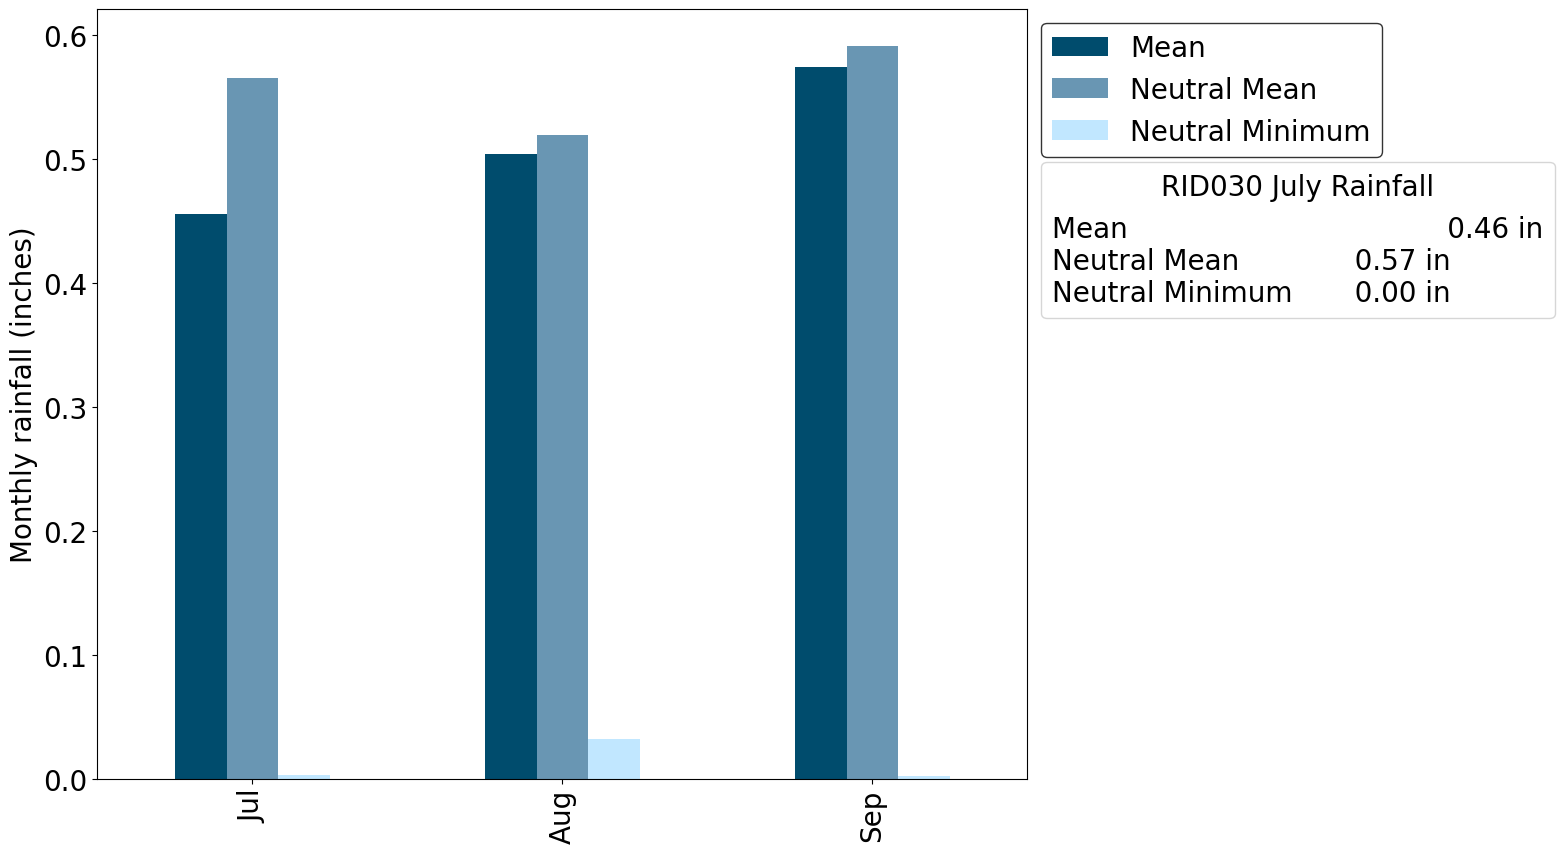 Monthly rainfall (inches)
0.6
0.5
0.4
0.3
0.2
0.1
0.0
Jul
Aug
Sep
Mean
Neutral Mean
Neutral Minimum
RID030 July Rainfall
Mean 0.46 in
Neutral Mean 0.57 in
Neutral Minimum 0.00 in